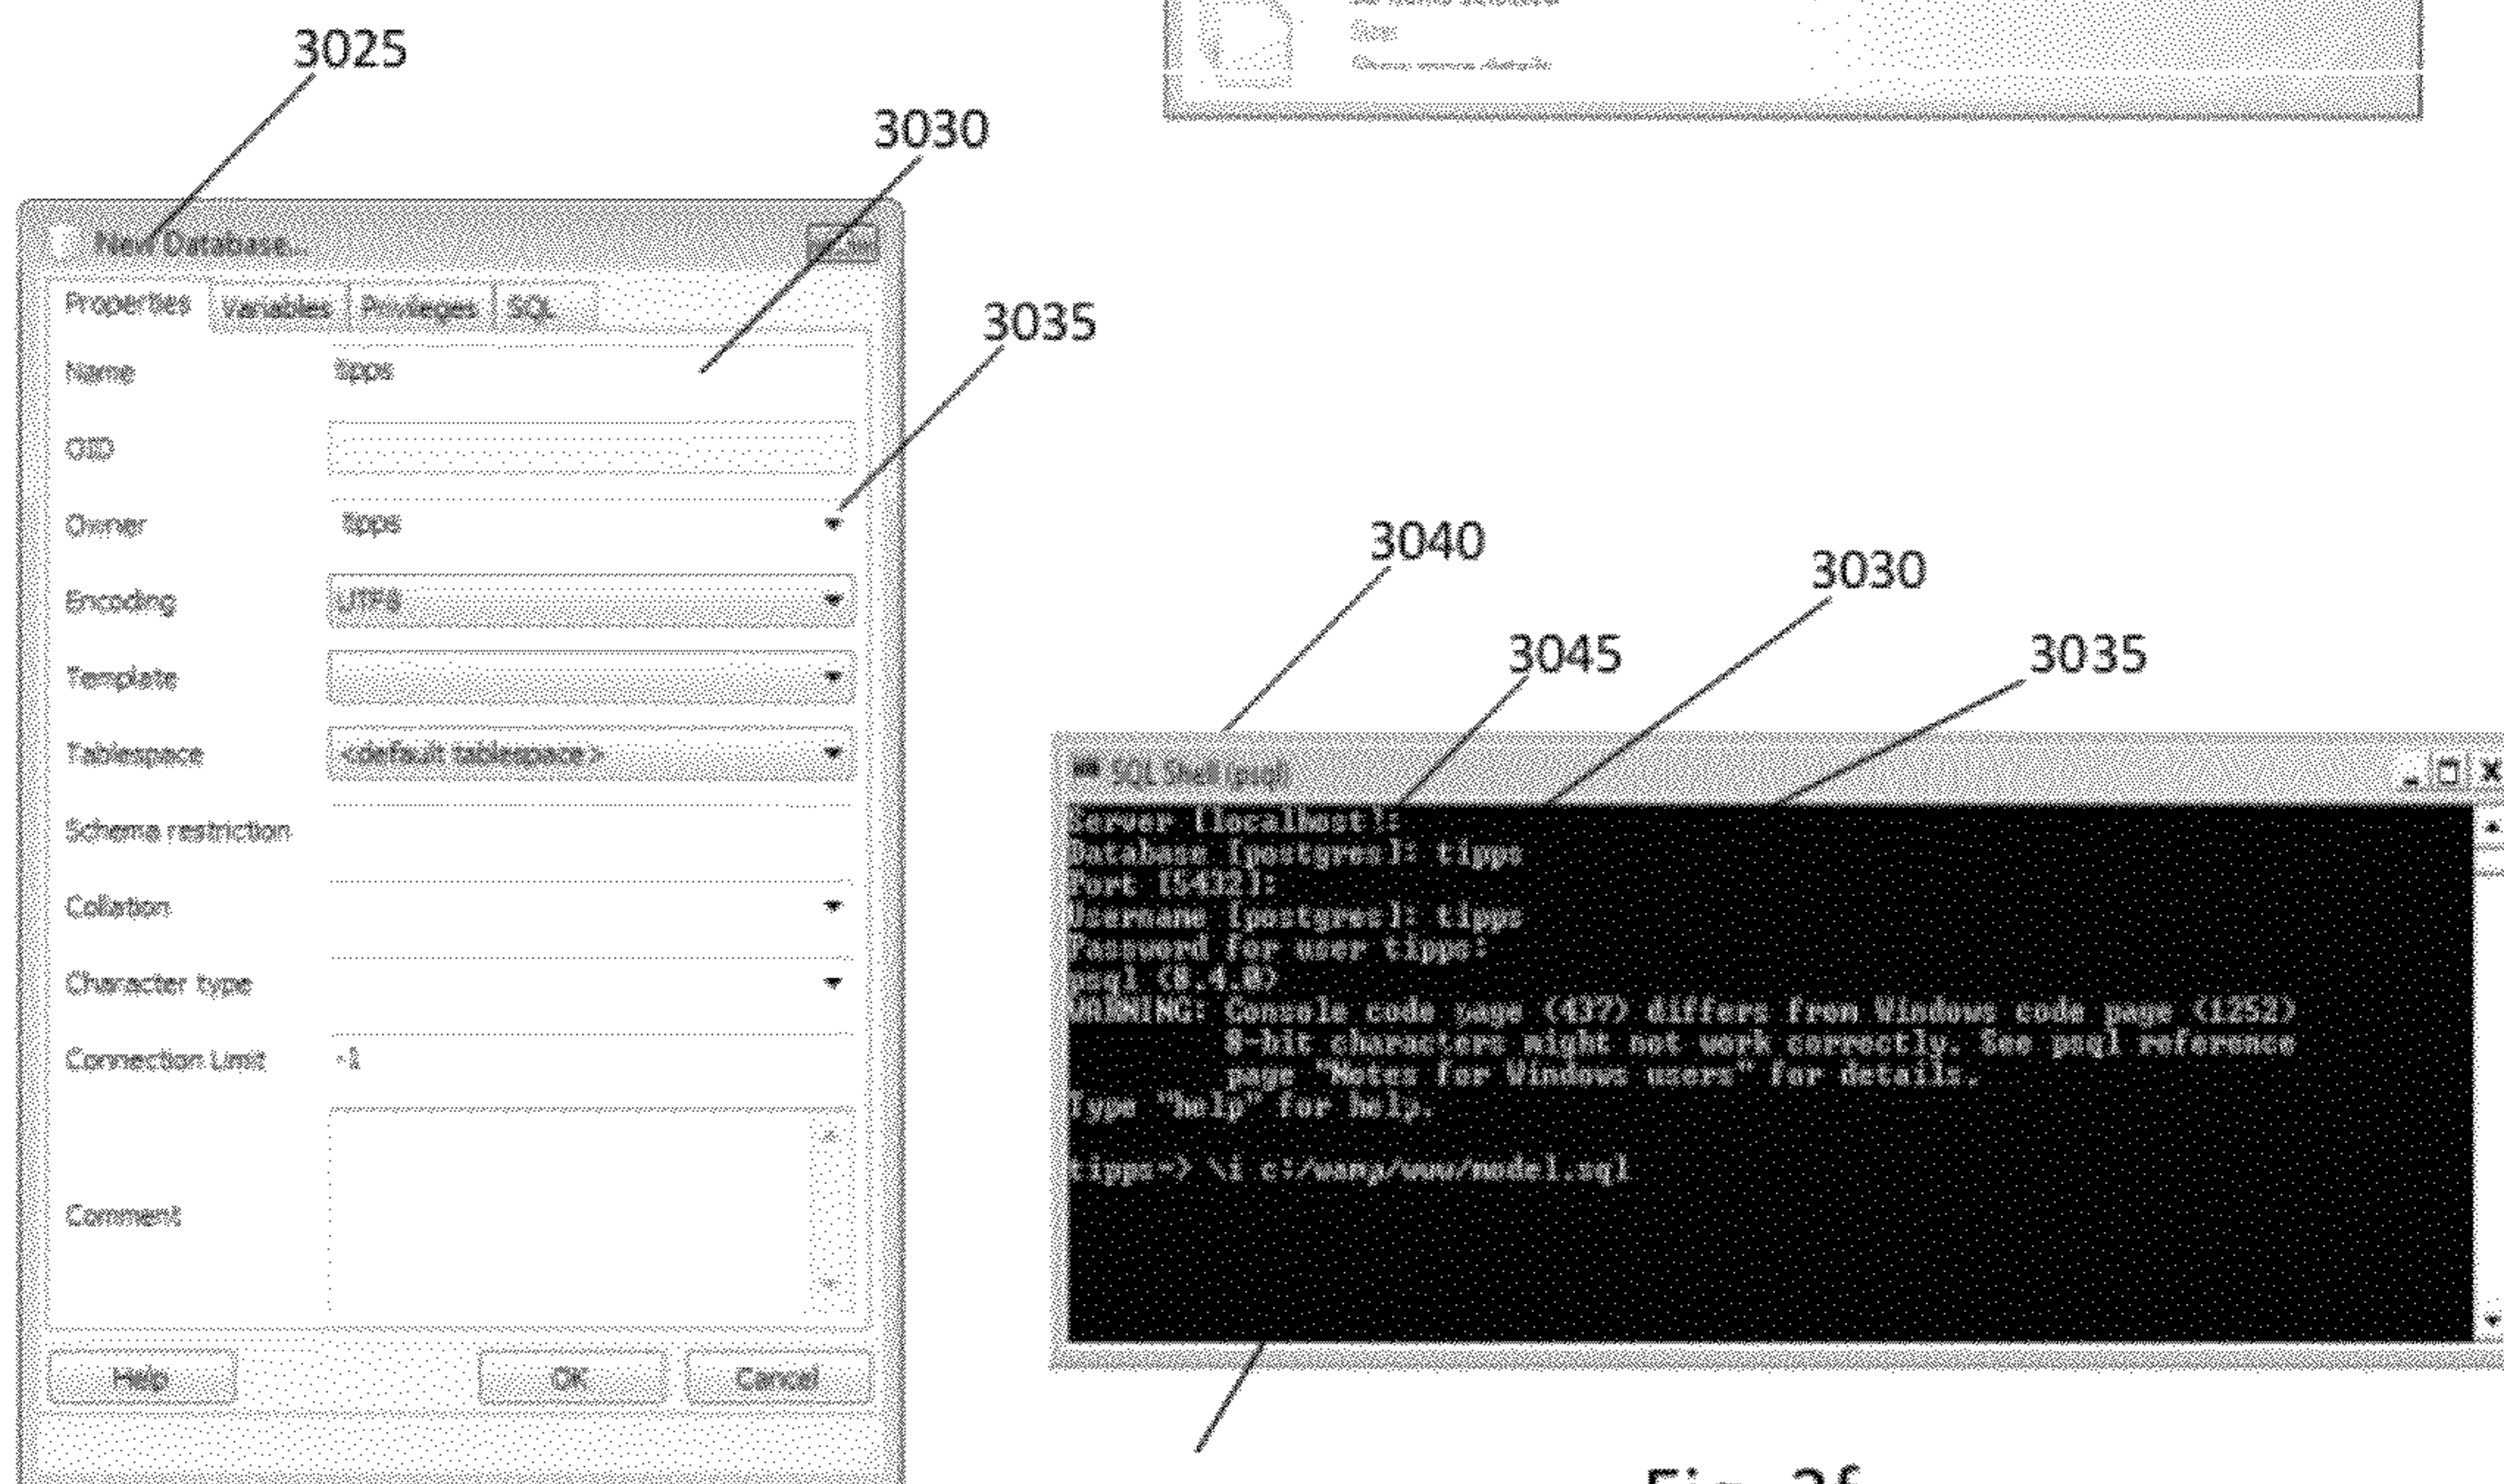 3025
Size:
Show more details
3030
New Database...
Properties Variables Privileges SQL
3035
Name tipps
OID
Owner tipps
Encoding UTF8
Template
Tablespace <default tablespace>
Schema restriction
Collation
Character type
Connection Limit -1
Comment
Help OK Cancel
3040
3030
3045
3035
SQL Shell (psql)
Server [localhost]:
Database [postgres]: tipps
Port [5432]:
Username [postgres]: tipps
Password for user tipps:
psql (8.4.0)
WARNING: Console code page (437) differs from Windows code page (1252)
8-bit characters might not work correctly. See psql reference
page "Notes for Windows users" for details.
Type "help" for help.
tipps=> \i c:/wamp/www/model.sql